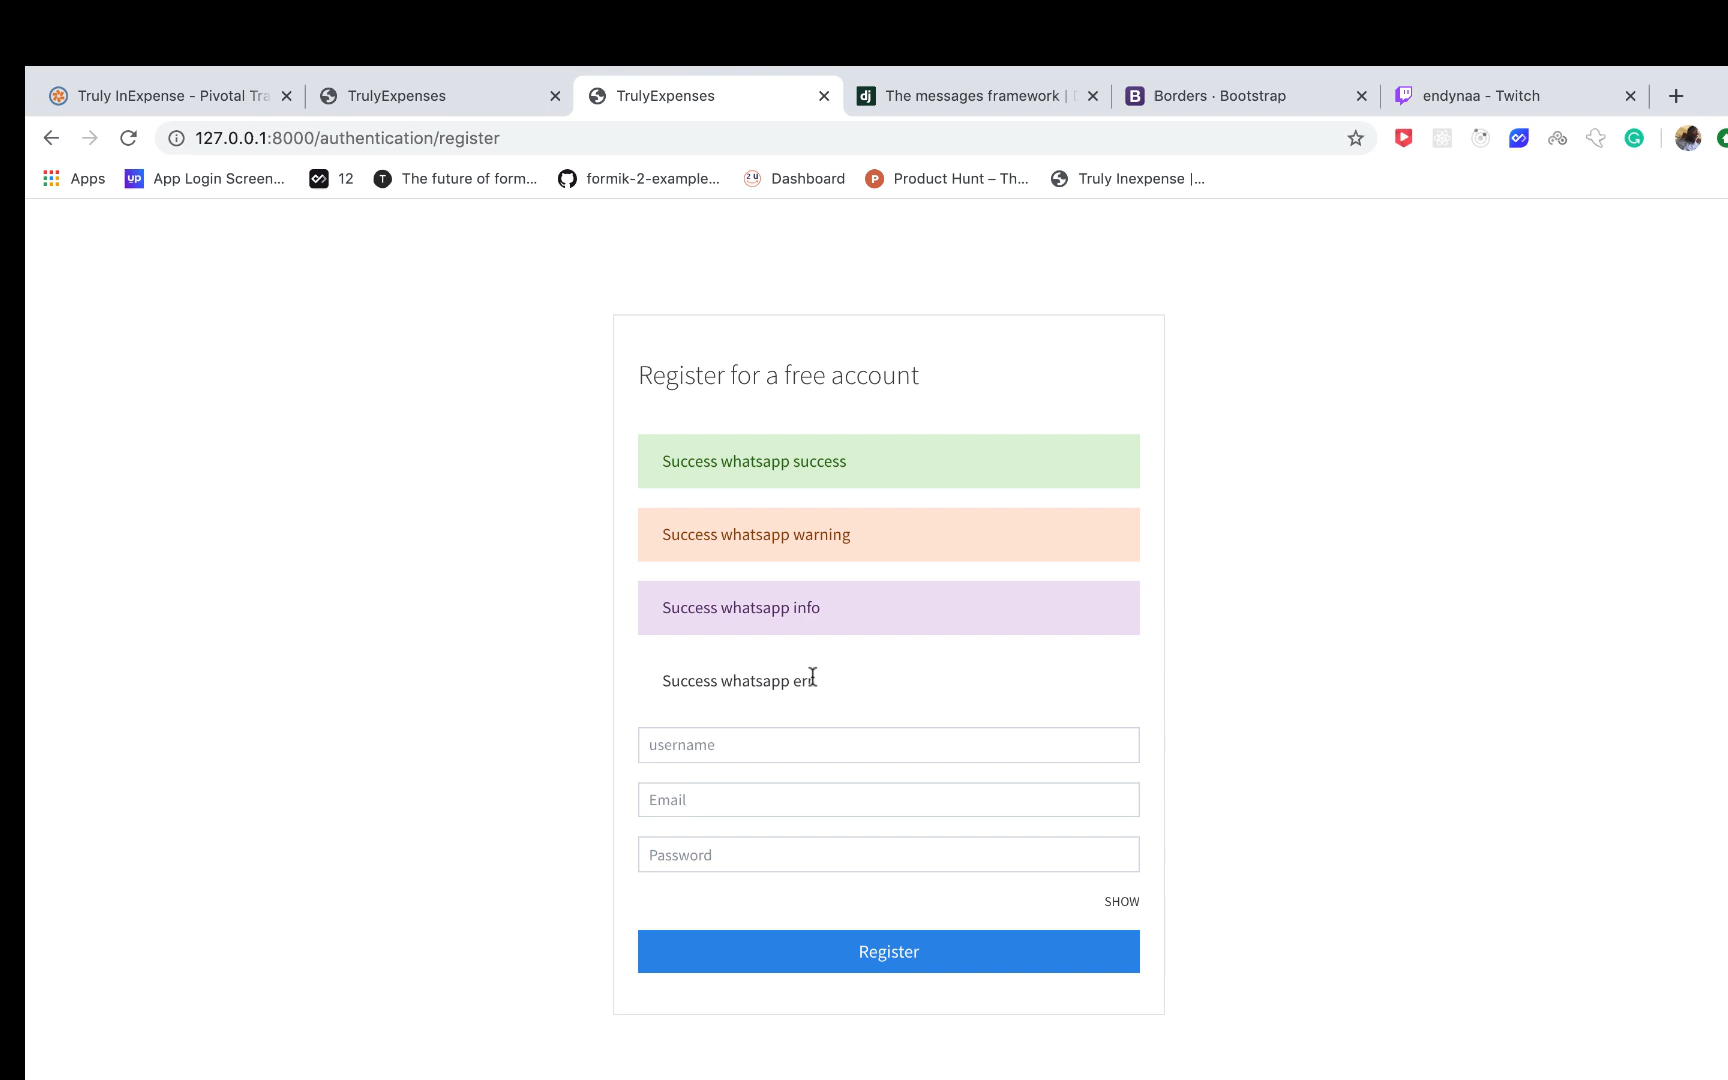 Truly InExpense - Pivotal Tra
TrulyExpenses
TrulyExpenses
The messages framework |
Borders · Bootstrap
endynaa - Twitch
127.0.0.1:8000/authentication/register
Apps
App Login Screen...
12
The future of form...
formik-2-example...
Dashboard
Product Hunt – Th...
Truly Inexpense |...
Register for a free account
Success whatsapp success
Success whatsapp warning
Success whatsapp info
Success whatsapp err
username
Email
Password
SHOW
Register